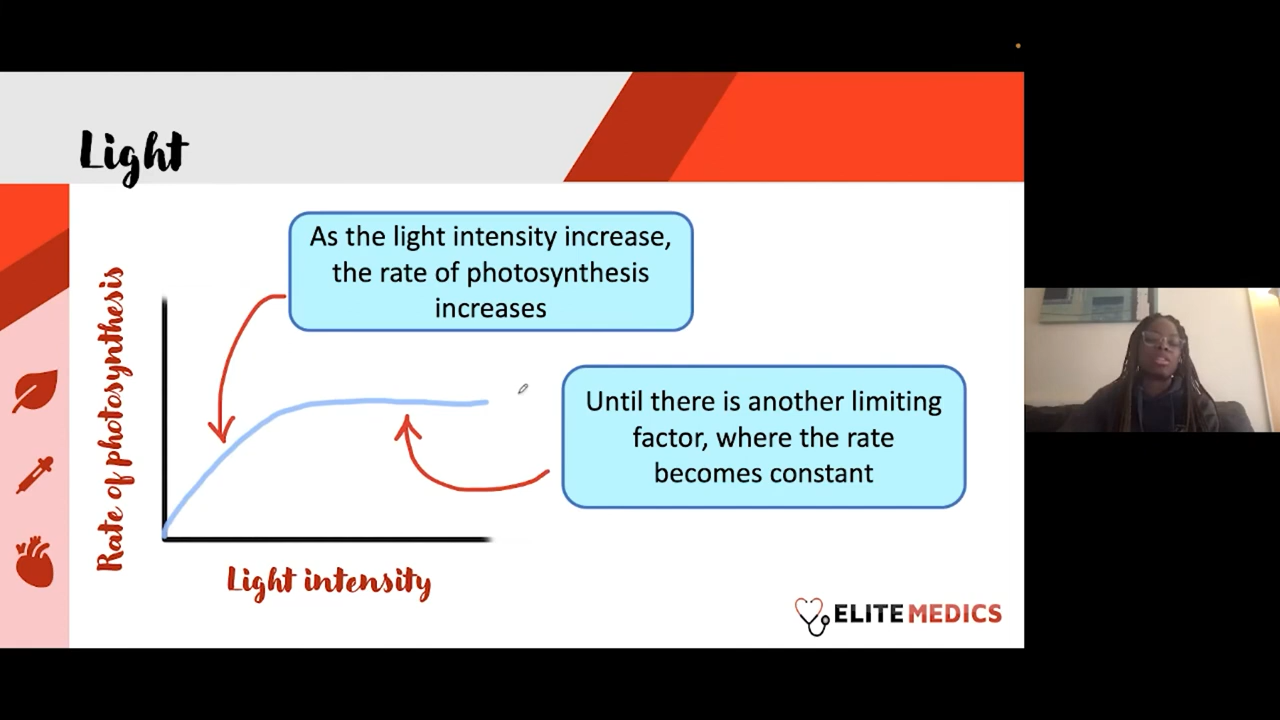 Light
As the light intensity increase,
the rate of photosynthesis
increases
Rate of photosynthesis
Until there is another limiting
factor, where the rate
becomes constant
Light intensity
ELITE MEDICS